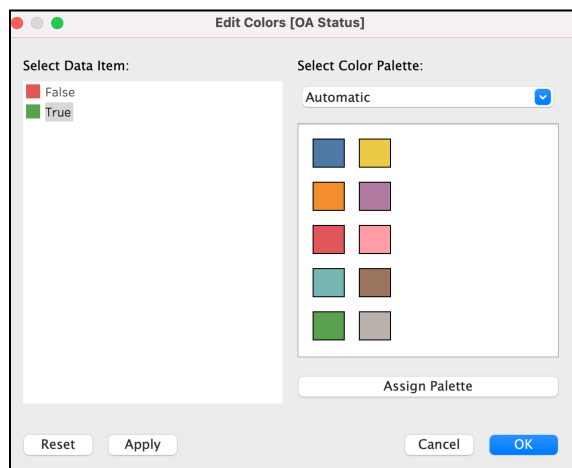 Edit Colors [OA Status]
Select Data Item:
False
True
Select Color Palette:
Automatic
Assign Palette
Reset
Apply
Cancel
OK